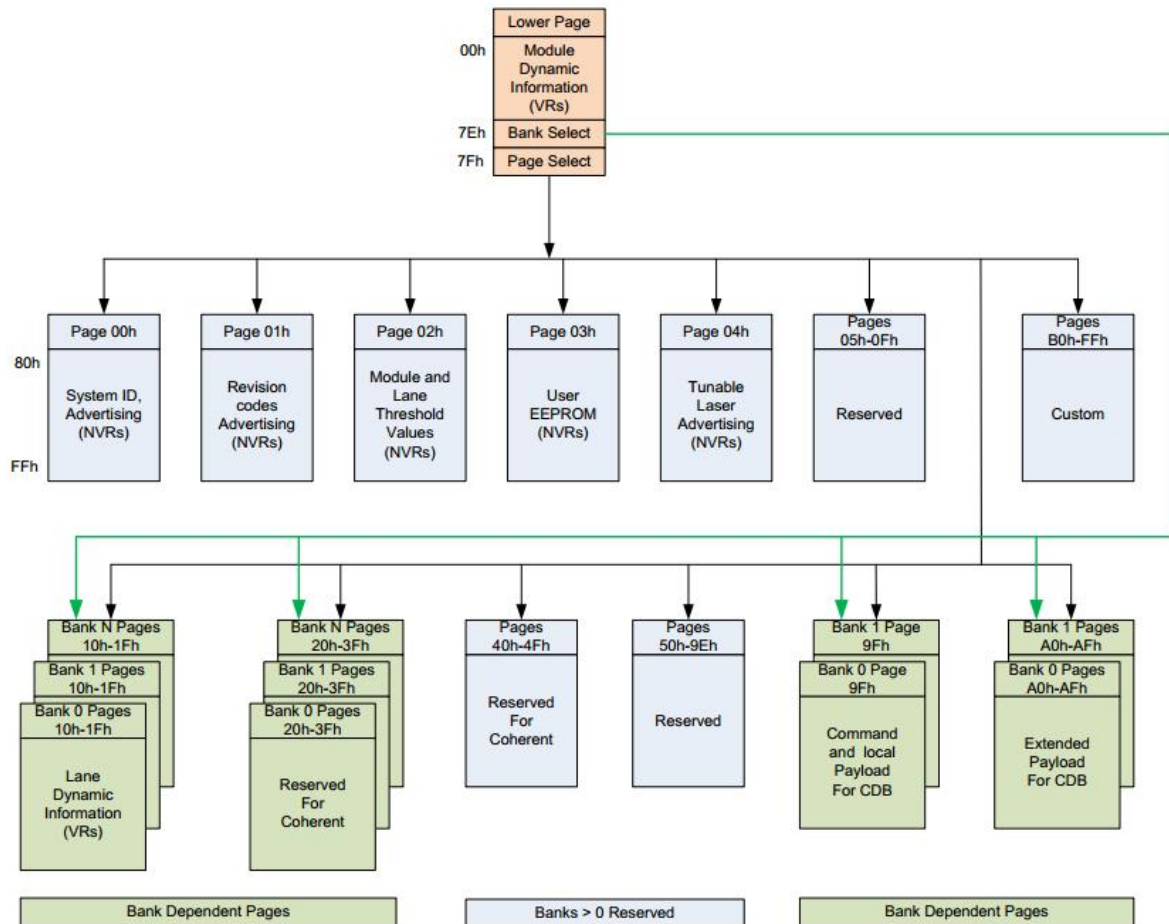 Lower Page
00h
Module
Dynamic
Information
(VRs)
7Eh
Bank Select
7Fh
Page Select
Page 00h
Page 01h
Page 02h
Page 03h
Page 04h
Pages
05h-0Fh
Pages
B0h-FFh
80h
System ID,
Advertising
(NVRs)
FFh
Revision
codes
Advertising
(NVRs)
Module and
Lane
Threshold
Values
(NVRs)
User
EEPROM
(NVRs)
Tunable
Laser
Advertising
(NVRs)
Reserved
Custom
Bank N Pages
10h-1Fh
Bank 1 Pages
10h-1Fh
Bank 0 Pages
10h-1Fh
Lane
Dynamic
Information
(VRs)
Bank N Pages
20h-3Fh
Bank 1 Pages
20h-3Fh
Bank 0 Pages
20h-3Fh
Reserved
For
Coherent
Pages
40h-4Fh
Reserved
For
Coherent
Pages
50h-9Eh
Reserved
Bank 1 Page
9Fh
Bank 0 Page
9Fh
Command
and local
Payload
For CDB
Bank 1 Pages
A0h-AFh
Bank 0 Pages
A0h-AFh
Extended
Payload
For CDB
Bank Dependent Pages
Banks > 0 Reserved
Bank Dependent Pages